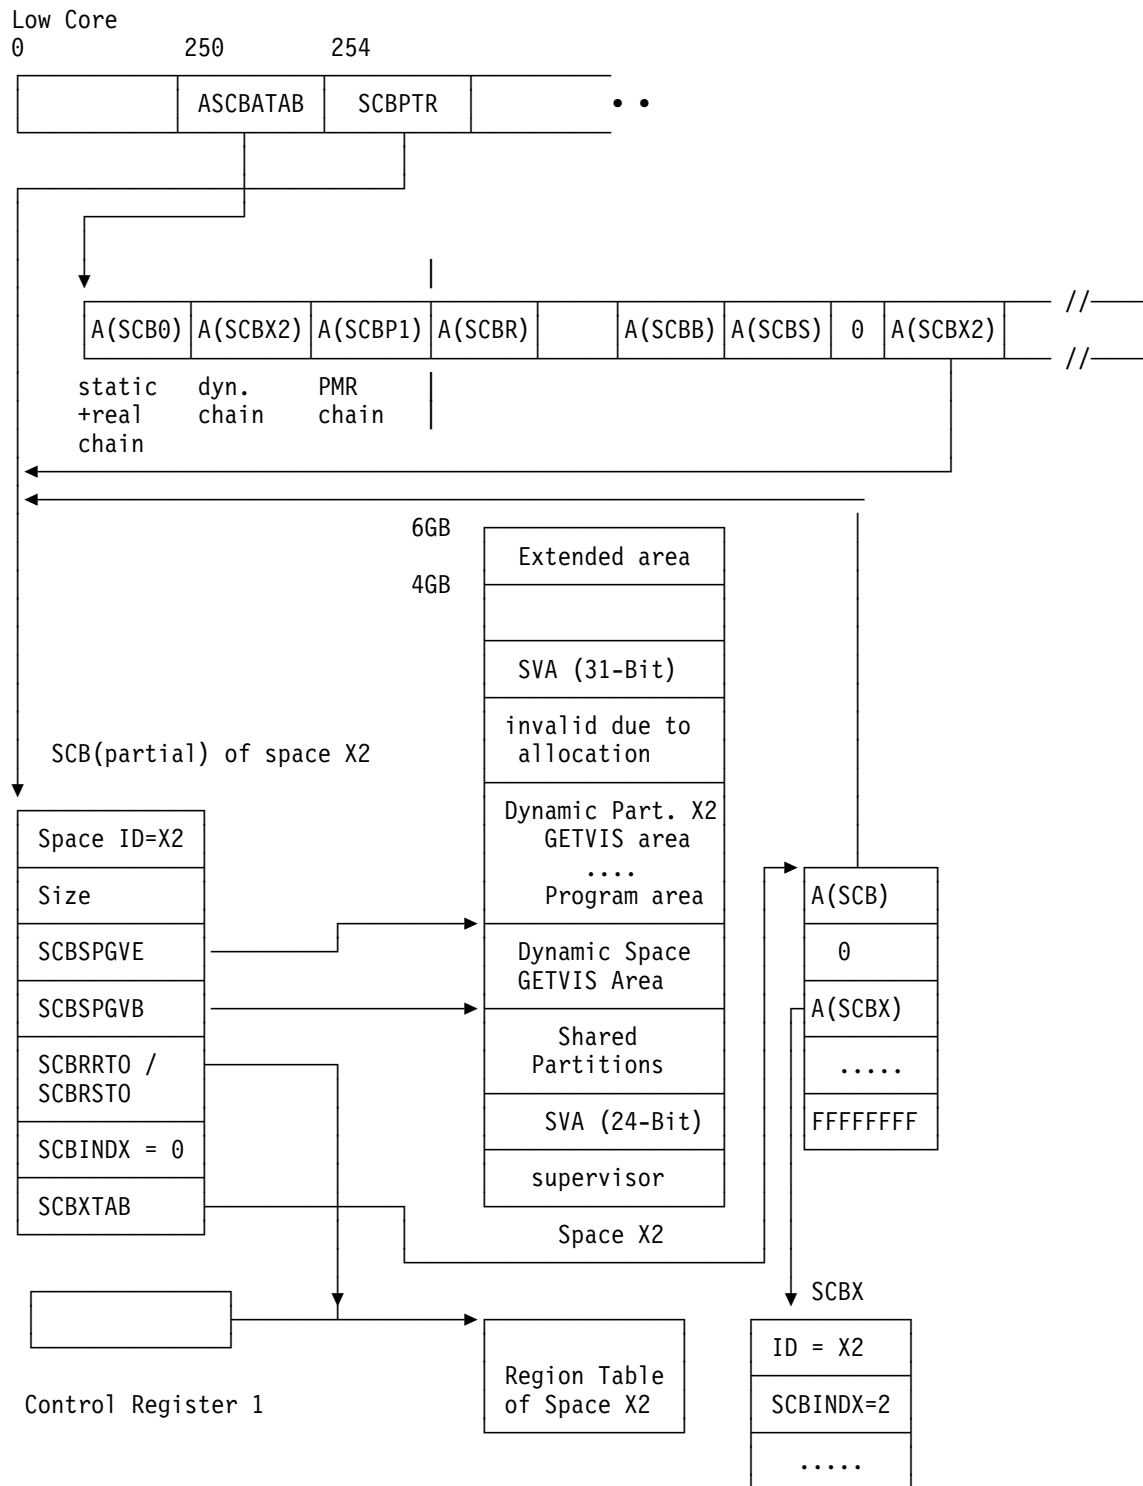 Low Core
0 250 254
ASCBATAB SCBPTR • •
//
A(SCB0) A(SCBX2) A(SCBP1) A(SCBR) A(SCBB) A(SCBS) 0 A(SCBX2)
//
static dyn. PMR
+real chain chain
chain
6GB
Extended area
4GB
SVA (31-Bit)
invalid due to
allocation
SCB(partial) of space X2
Dynamic Part. X2
GETVIS area
....
Program area
Space ID=X2
Size
SCBSPGVE
SCBSPGVB
SCBRRTO /
SCBRSTO
SCBINDX = 0
SCBXTAB
Dynamic Space
GETVIS Area
Shared
Partitions
SVA (24-Bit)
supervisor
Space X2
A(SCB)
0
A(SCBX)
.....
FFFFFFFF
SCBX
ID = X2
SCBINDX=2
.....
Region Table
of Space X2
Control Register 1